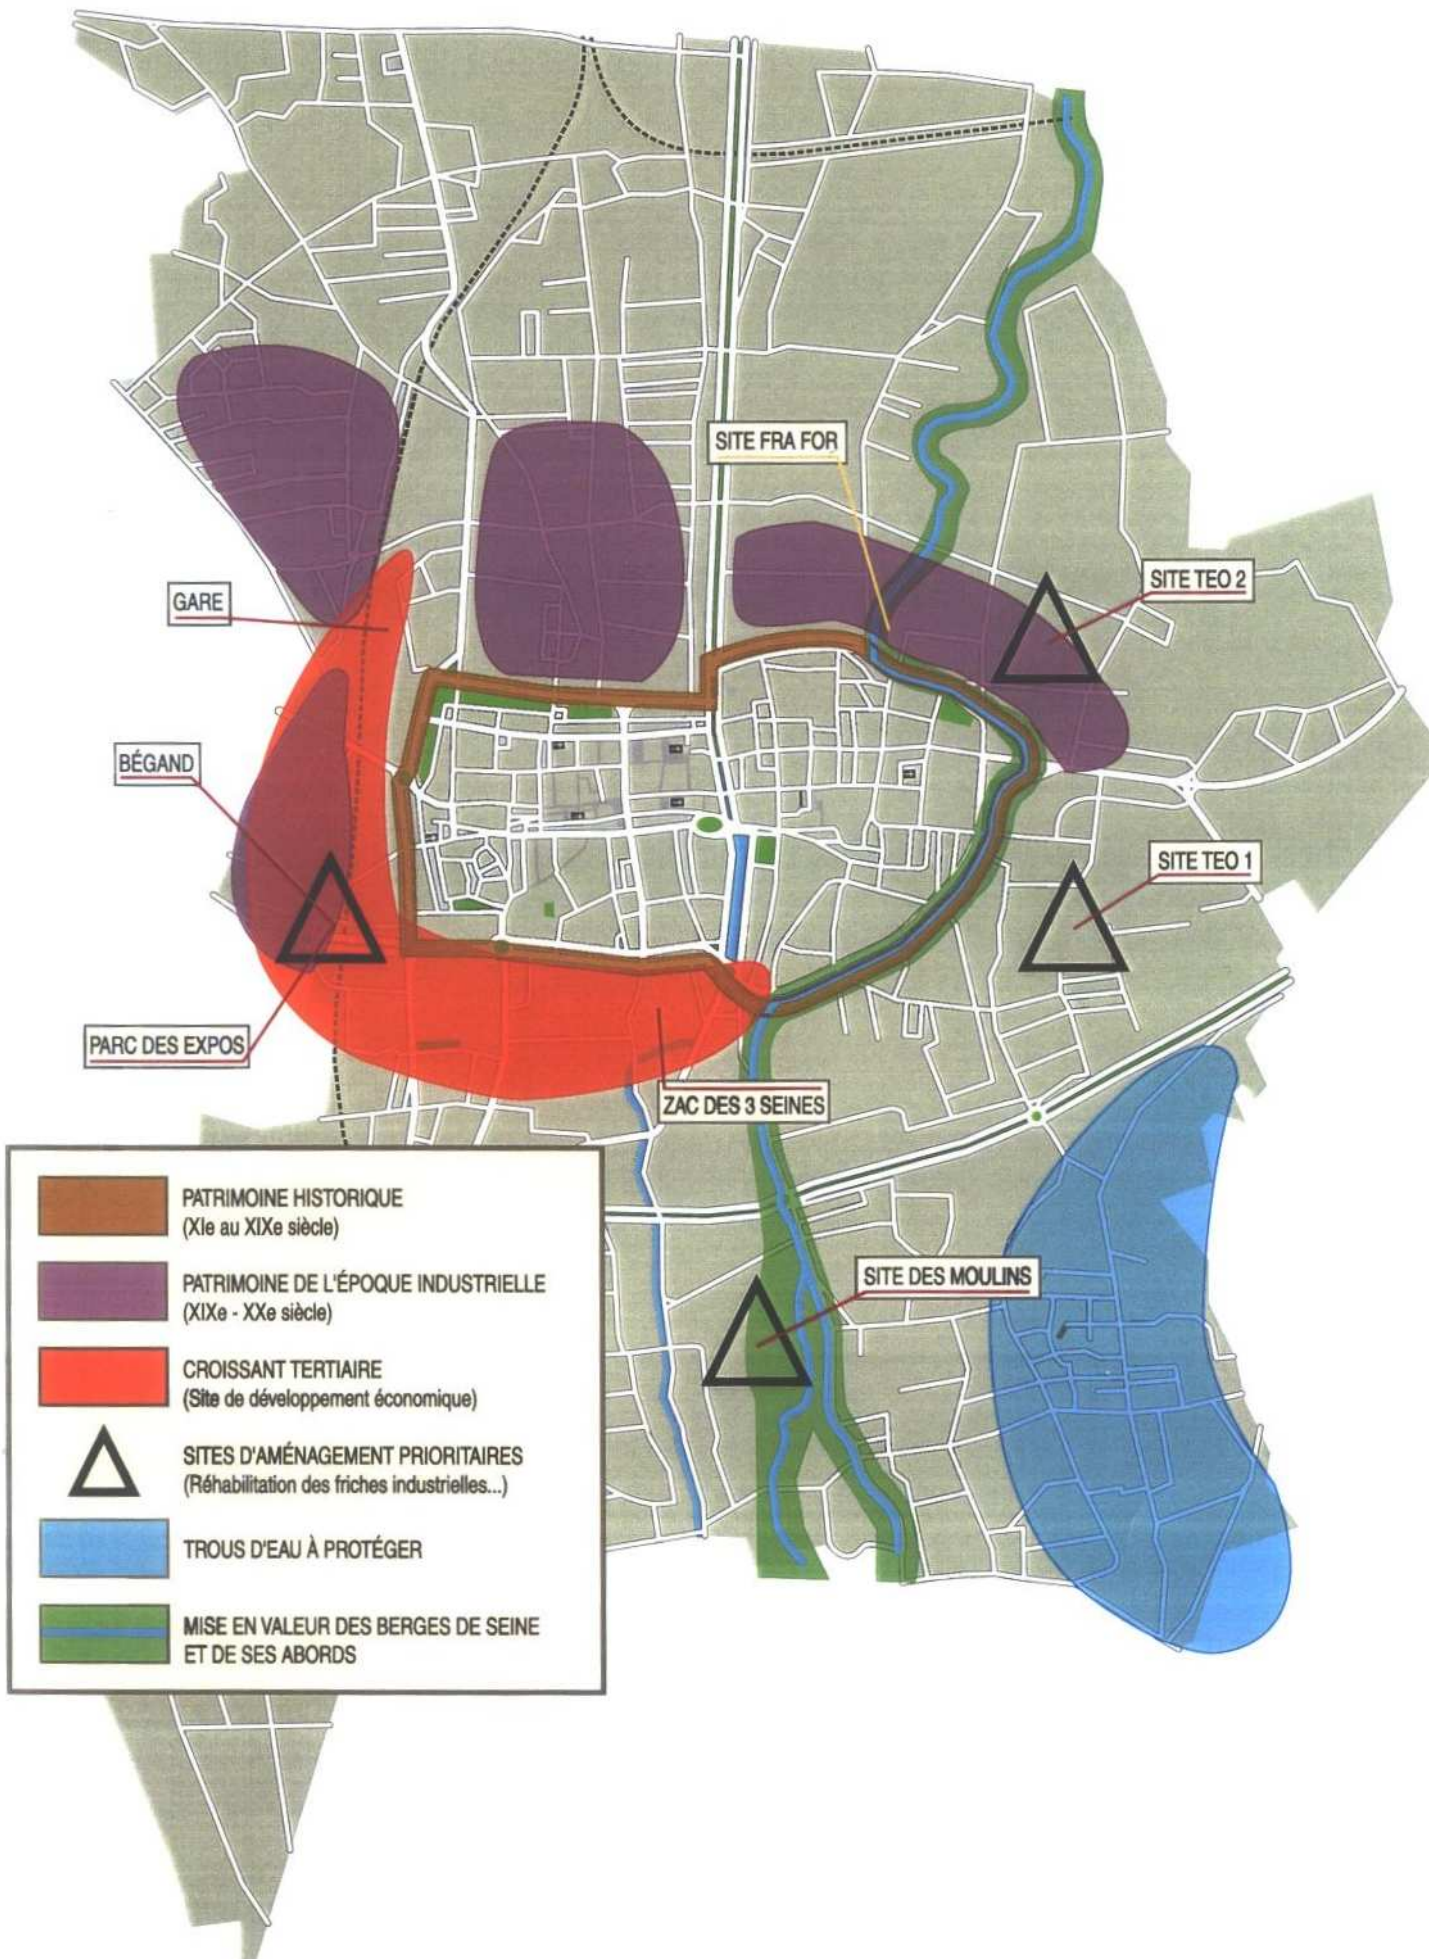 SITE FRA FOR
SITE TEO 2
GARE
BÉGAND
SITE TEO 1
PARC DES EXPOS
ZAC DES 3 SEINES
SITE DES MOULINS
PATRIMOINE HISTORIQUE
(XIe au XIXe siècle)
PATRIMOINE DE L'ÉPOQUE INDUSTRIELLE
(XIXe - XXe siècle)
CROISSANT TERTIAIRE
(Site de développement économique)
SITES D'AMÉNAGEMENT PRIORITAIRES
(Réhabilitation des friches industrielles...)
TROUS D'EAU À PROTÉGER
MISE EN VALEUR DES BERGES DE SEINE
ET DE SES ABORDS